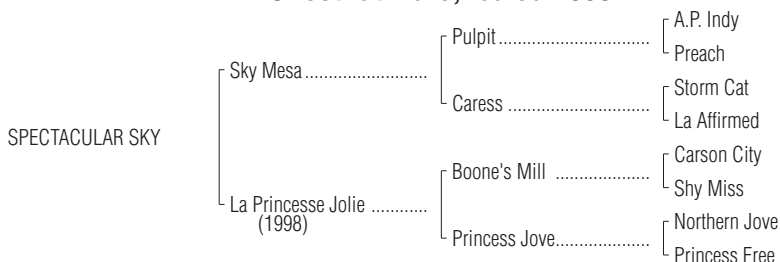 A.P. Indy
Pulpit
Preach
Sky Mesa
Storm Cat
Caress
La Affirmed
SPECTACULAR SKY
Carson City
Boone's Mill
Shy Miss
La Princesse Jolie
(1998)
Northern Jove
Princess Jove
Princess Free